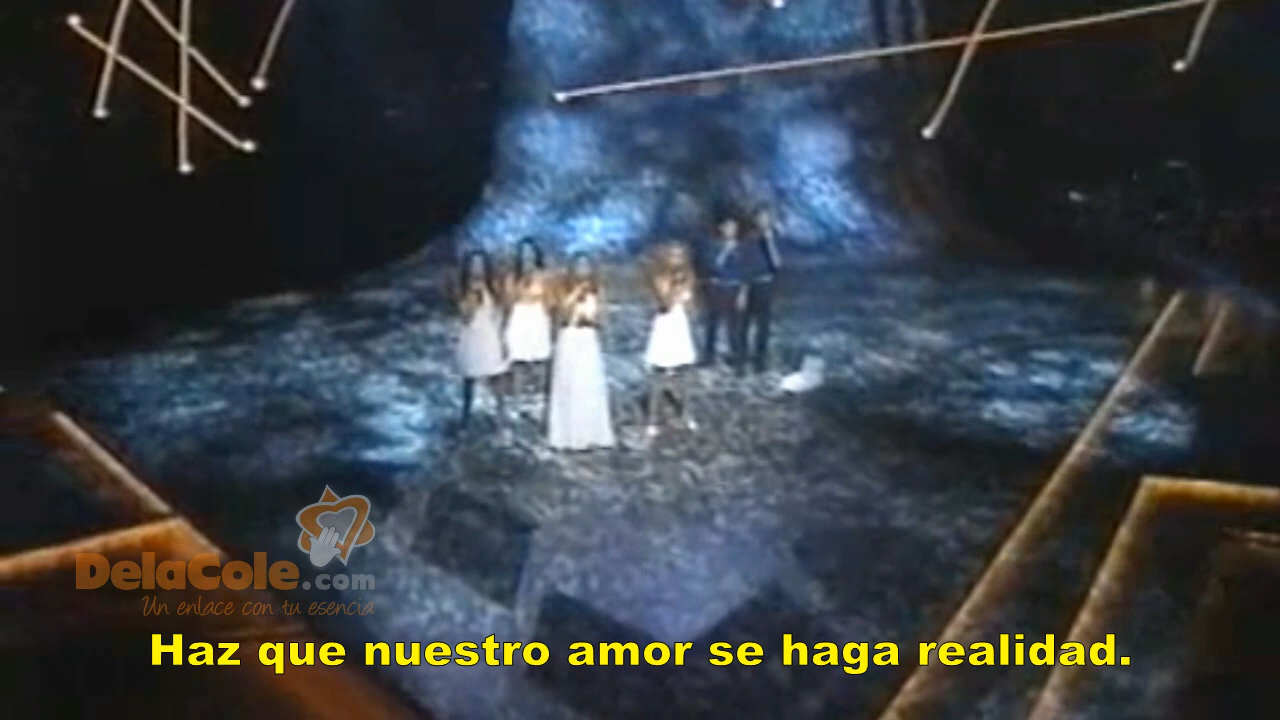 DelaCole.com
Un enlace con tu esencia
Haz que nuestro amor se haga realidad.